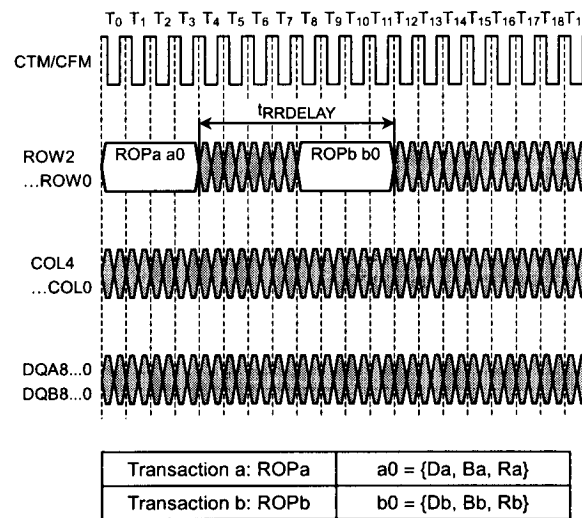 T0 T1 T2 T3 T4 T5 T6 T7 T8 T9 T10 T11 T12 T13 T14 T15 T16 T17 T18 T1
CTM/CFM
tRRDELAY
ROW2
...ROW0
ROPa a0
ROPb b0
COL4
...COL0
DQA8...0
DQB8...0
Transaction a: ROPa
a0 = {Da, Ba, Ra}
Transaction b: ROPb
b0 = {Db, Bb, Rb}